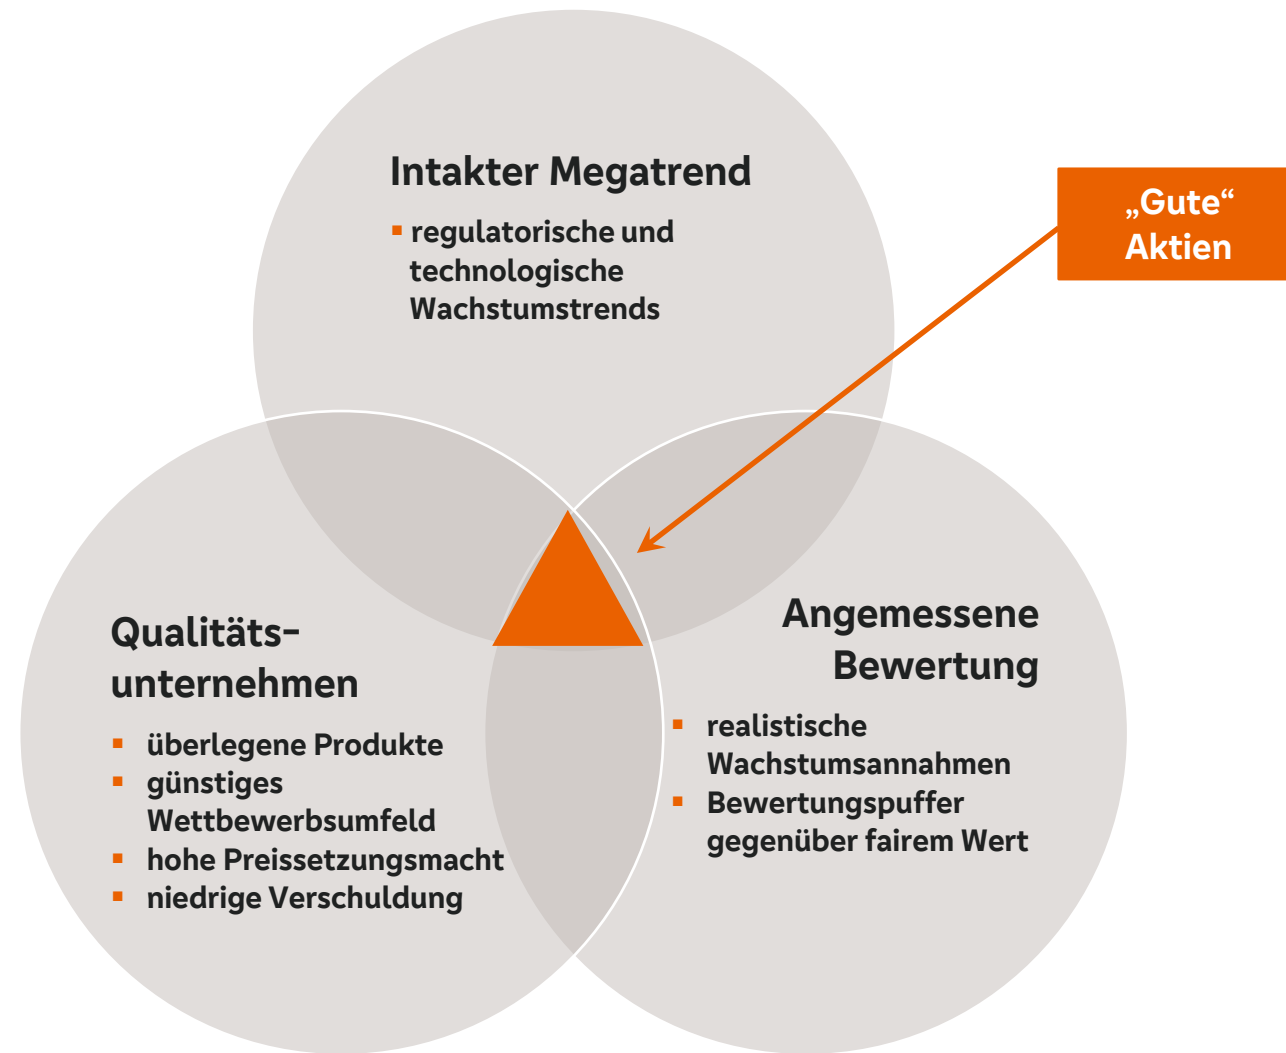 Intakter Megatrend
▪ regulatorische und
technologische
Wachstumstrends
„Gute“
Aktien
Qualitäts-
unternehmen
▪ überlegene Produkte
▪ günstiges
Wettbewerbsumfeld
▪ hohe Preissetzungsmacht
▪ niedrige Verschuldung
Angemessene
Bewertung
▪ realistische
Wachstumsannahmen
▪ Bewertungspuffer
gegenüber fairem Wert